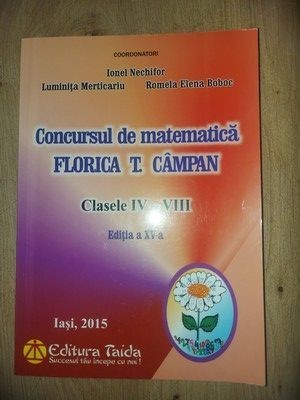 COORDONATORI
Ionel Nechifor
Luminița Merticariu Romela Elena Boboc
Concursul de matematică
FLORICA T. CÂMPAN
Clasele IV - VIII
Ediția a XV-a
Iași, 2015
Editura Taida
Succesul tău începe cu noi!